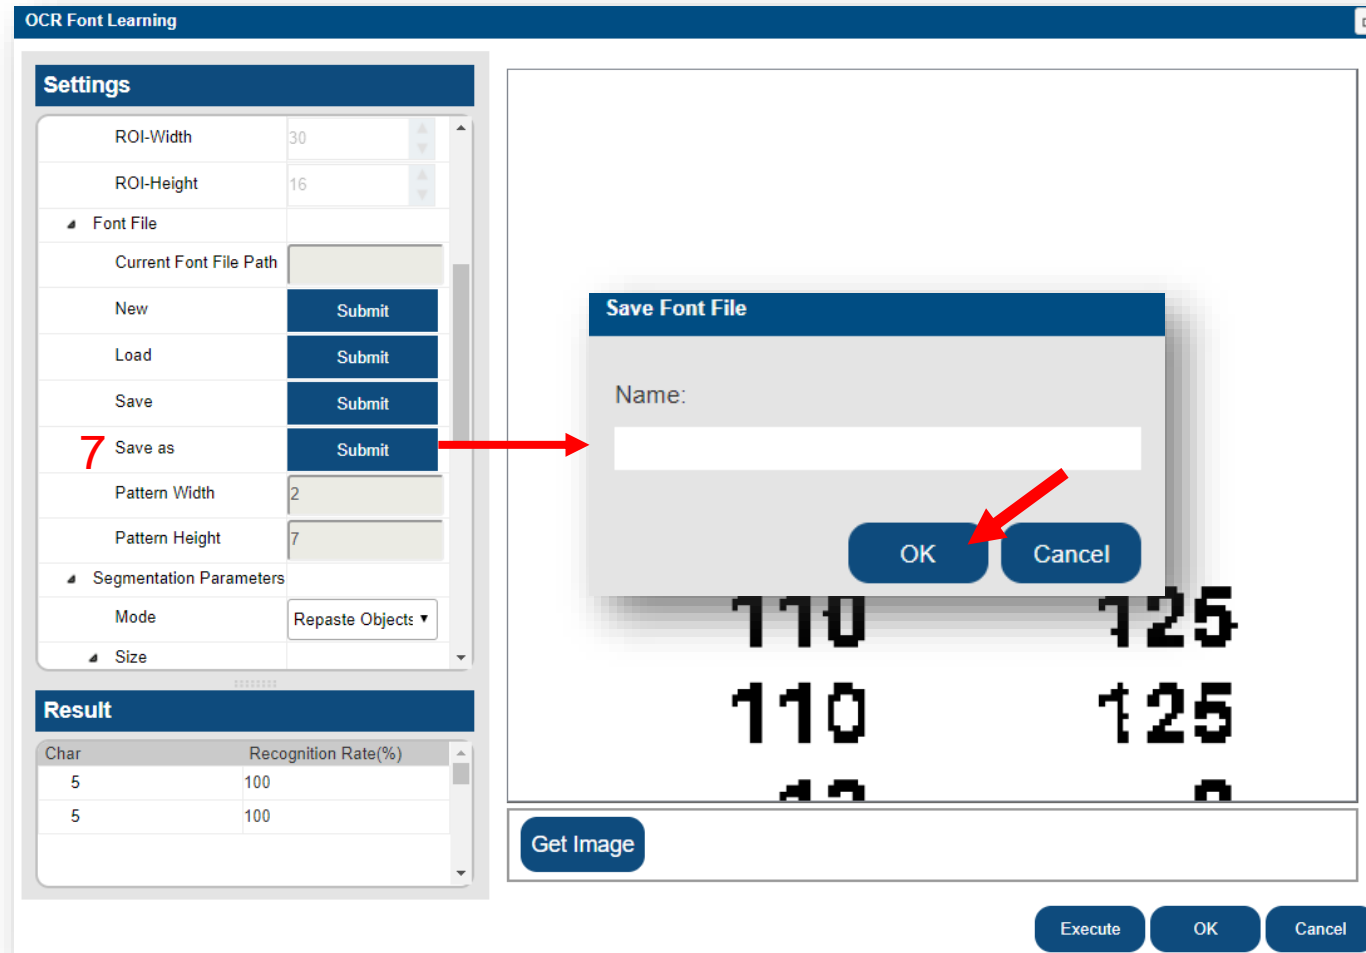 OCR Font Learning
Settings
ROI-Width 30
ROI-Height 16
Font File
Current Font File Path
New Submit
Load Submit
Save Submit
7 Save as Submit
Pattern Width 2
Pattern Height 7
Segmentation Parameters
Mode Repaste Objects
Size
Result
Char Recognition Rate(%)
5 100
5 100
Save Font File
Name:
OK Cancel
110 125
110 125
Get Image
Execute OK Cancel